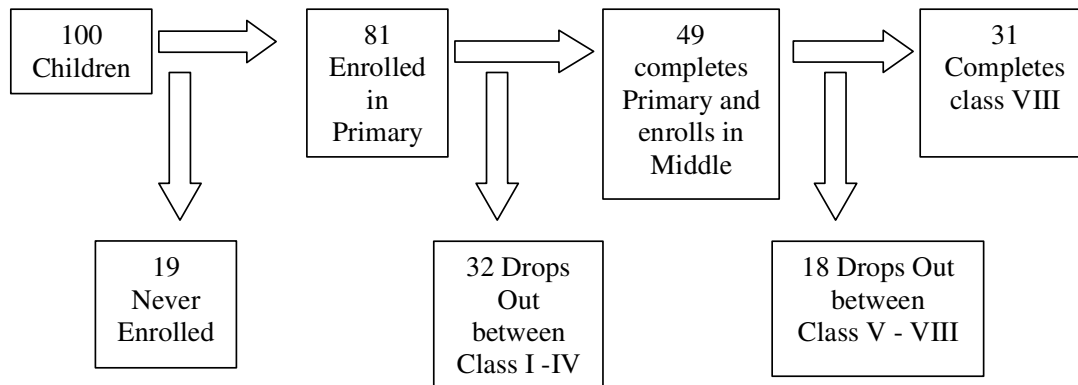 100
Children
81
Enrolled
in
Primary
49
completes
Primary and
enrolls in
Middle
31
Completes
class VIII
19
Never
Enrolled
32 Drops
Out
between
Class I -IV
18 Drops Out
between
Class V - VIII